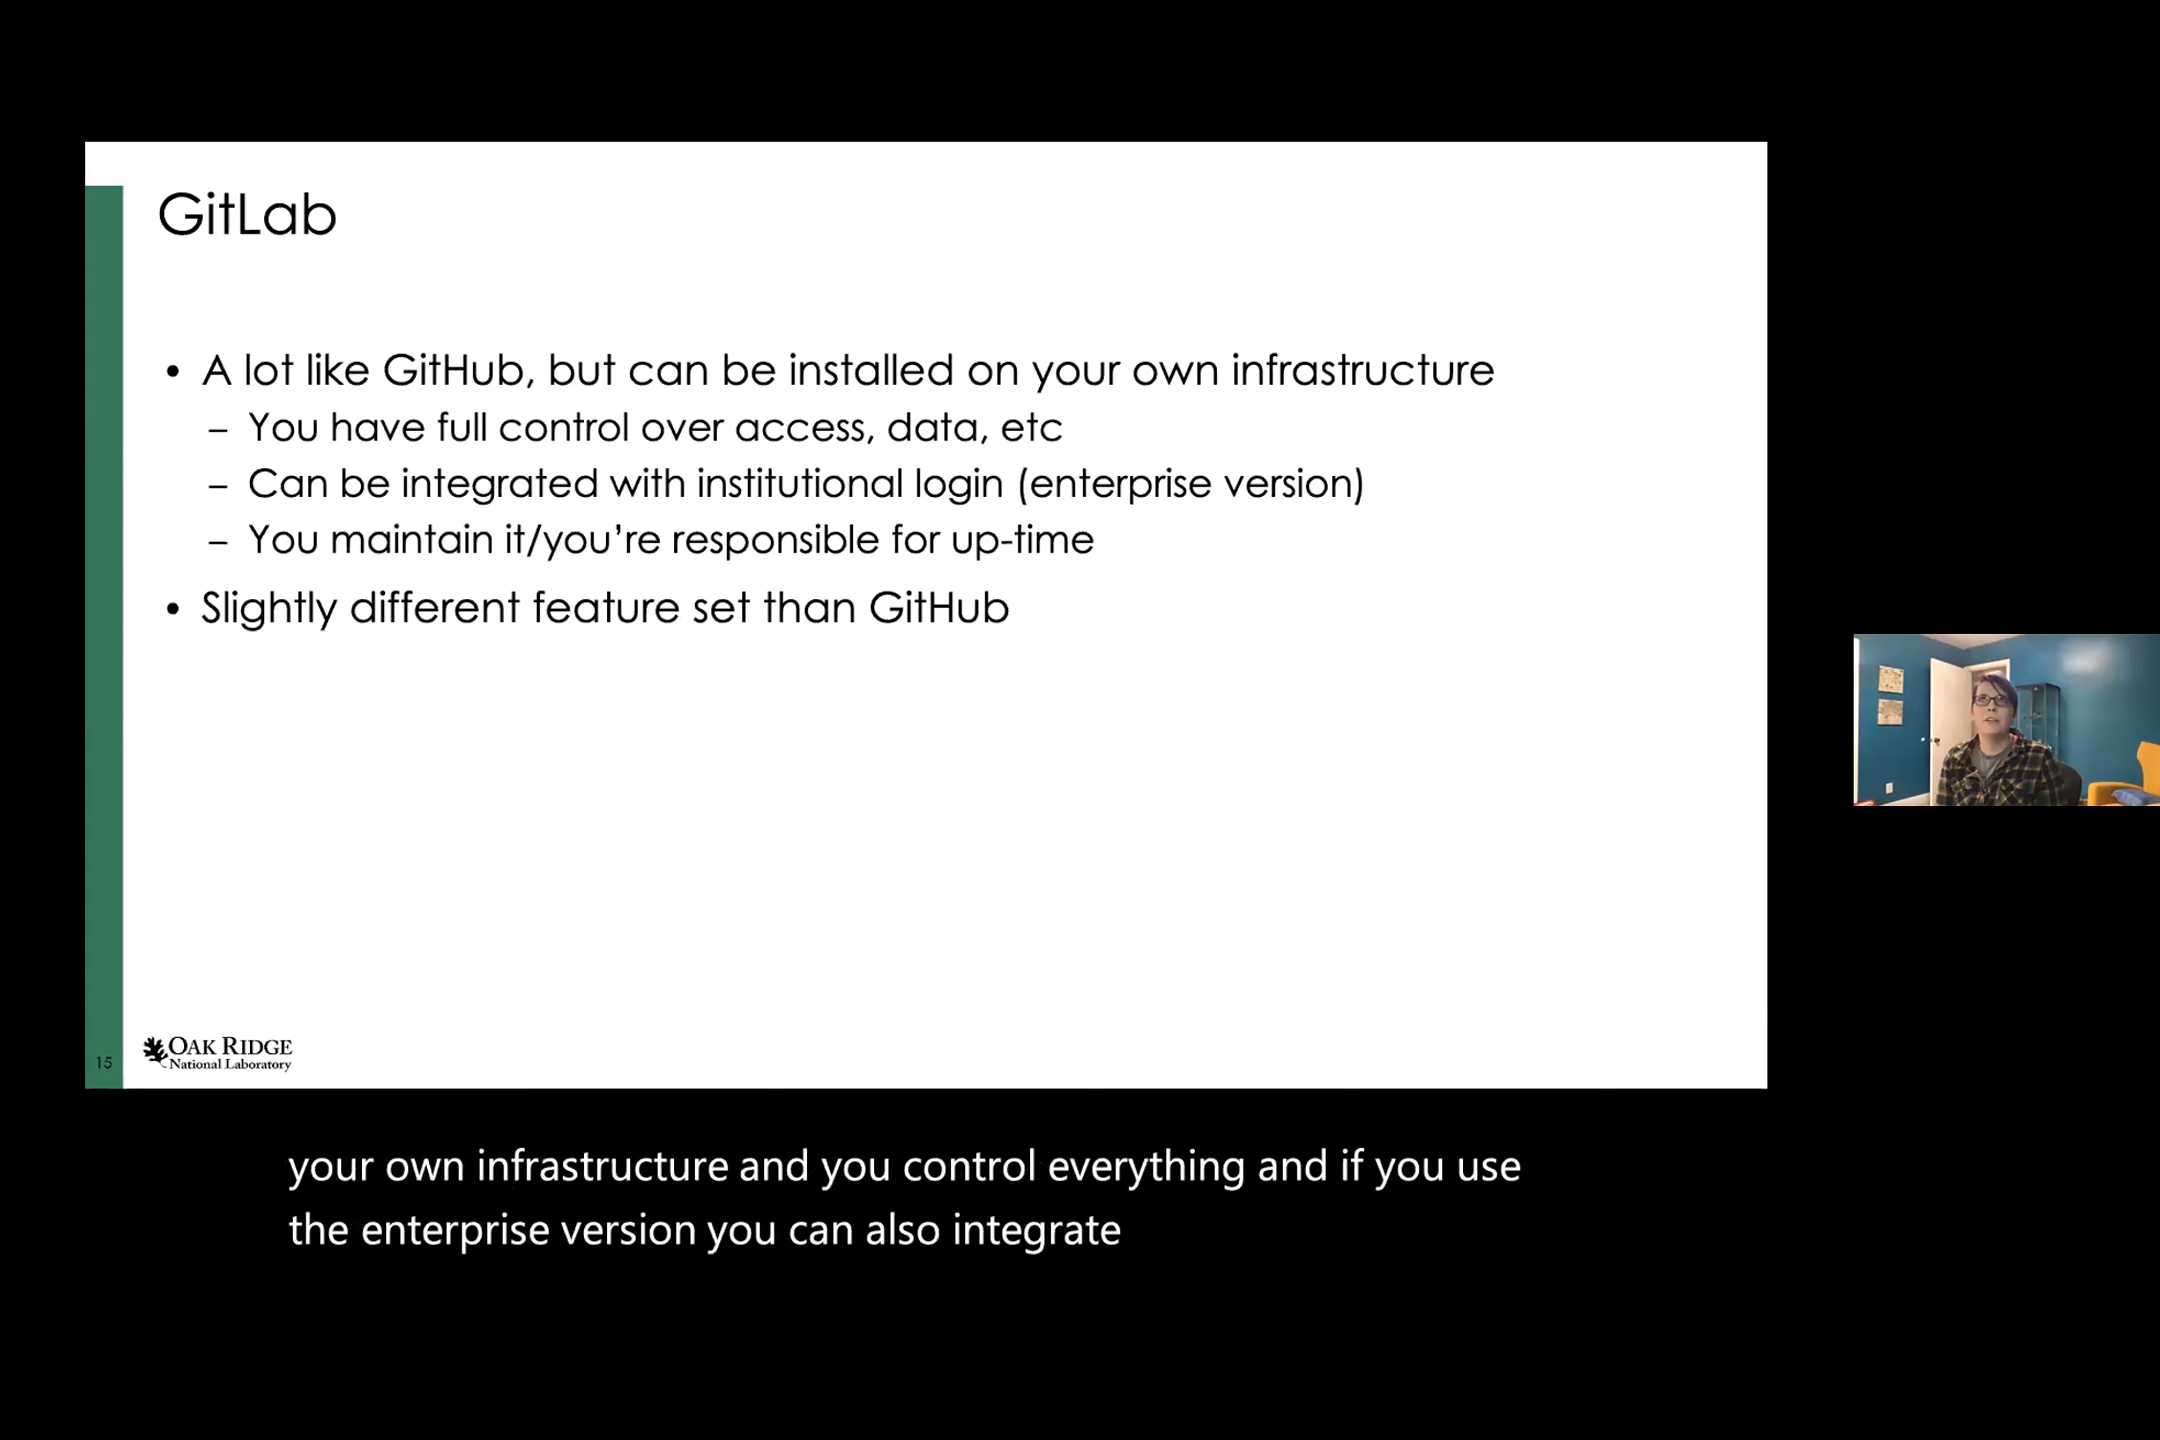 GitLab
• A lot like GitHub, but can be installed on your own infrastructure
– You have full control over access, data, etc
– Can be integrated with institutional login (enterprise version)
– You maintain it/you’re responsible for up-time
• Slightly different feature set than GitHub
15
OAK RIDGE
National Laboratory
your own infrastructure and you control everything and if you use
the enterprise version you can also integrate